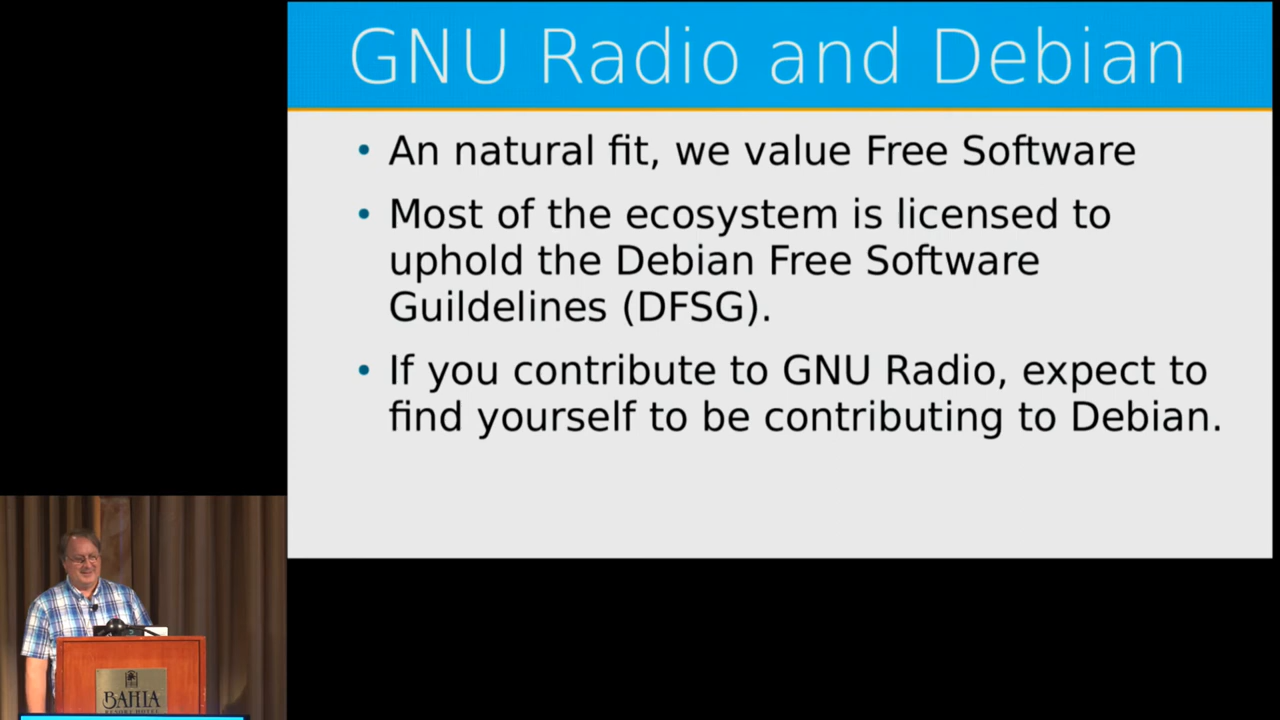 GNU Radio and Debian
• An natural fit, we value Free Software
• Most of the ecosystem is licensed to
uphold the Debian Free Software
Guildelines (DFSG).
• If you contribute to GNU Radio, expect to
find yourself to be contributing to Debian.
BAHIA
RESORT HOTEL